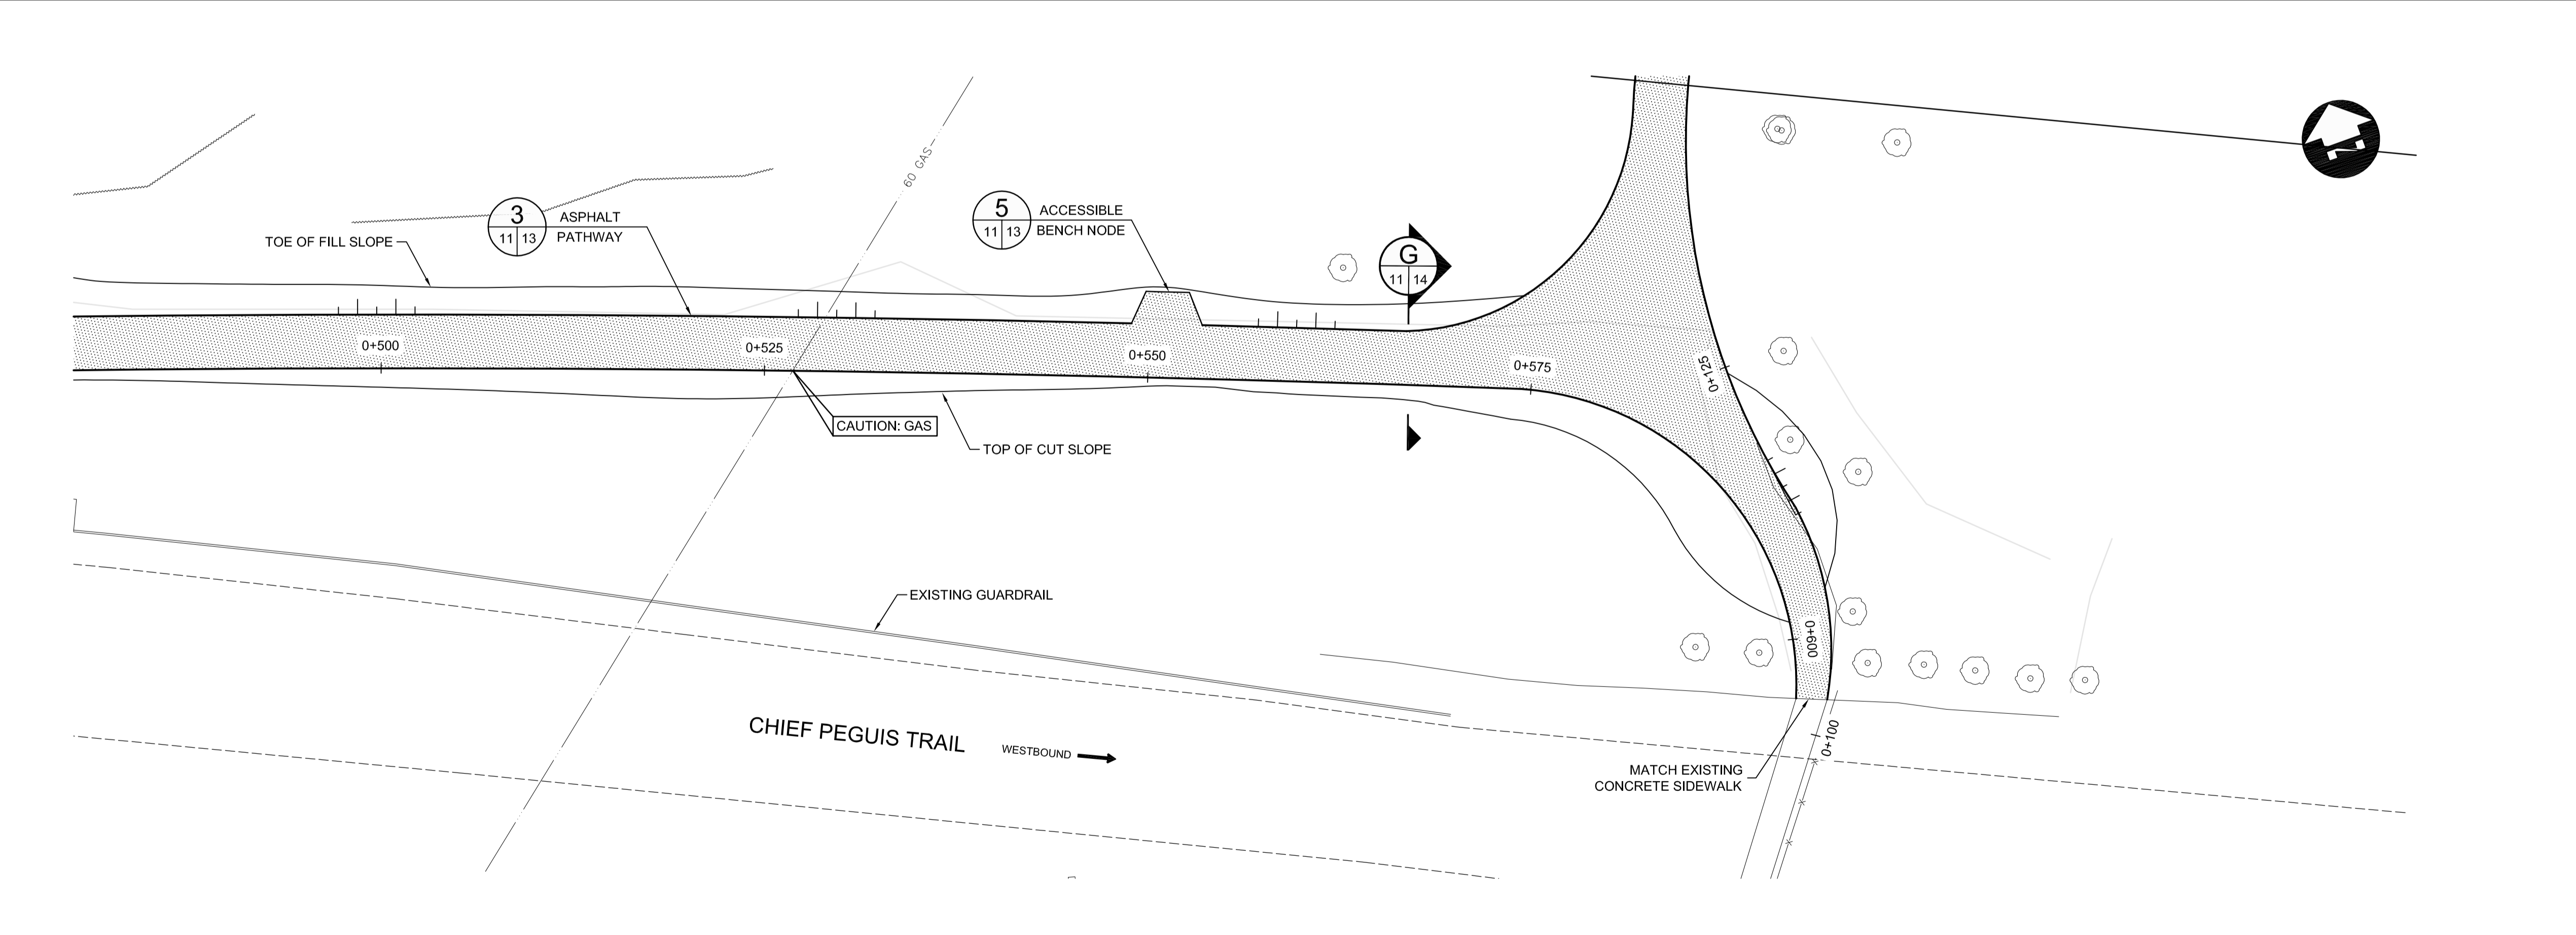 60 GAS
3
11 13
ASPHALT
PATHWAY
5
11 13
ACCESSIBLE
BENCH NODE
TOE OF FILL SLOPE
G
11 14
0+500
0+525
0+550
0+575
0+125
CAUTION: GAS
TOP OF CUT SLOPE
EXISTING GUARDRAIL
0+600
CHIEF PEGUIS TRAIL
WESTBOUND
0+100
MATCH EXISTING
CONCRETE SIDEWALK
N